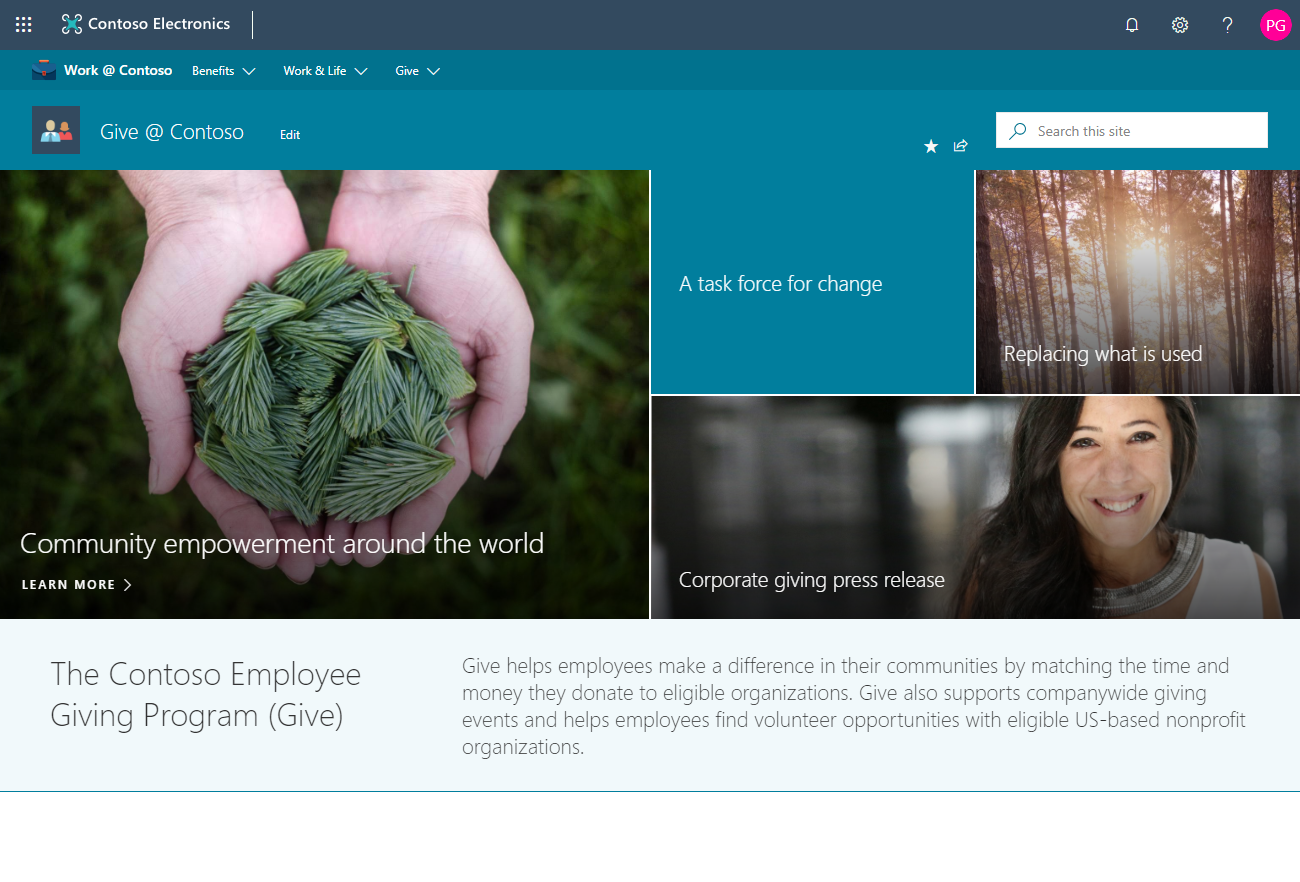 Contoso Electronics
PG
Work @ Contoso
Benefits
Work & Life
Give
Give @ Contoso
Edit
Search this site
A task force for change
Replacing what is used
Community empowerment around the world
LEARN MORE
Corporate giving press release
The Contoso Employee
Giving Program (Give)
Give helps employees make a difference in their communities by matching the time and
money they donate to eligible organizations. Give also supports companywide giving
events and helps employees find volunteer opportunities with eligible US-based nonprofit
organizations.